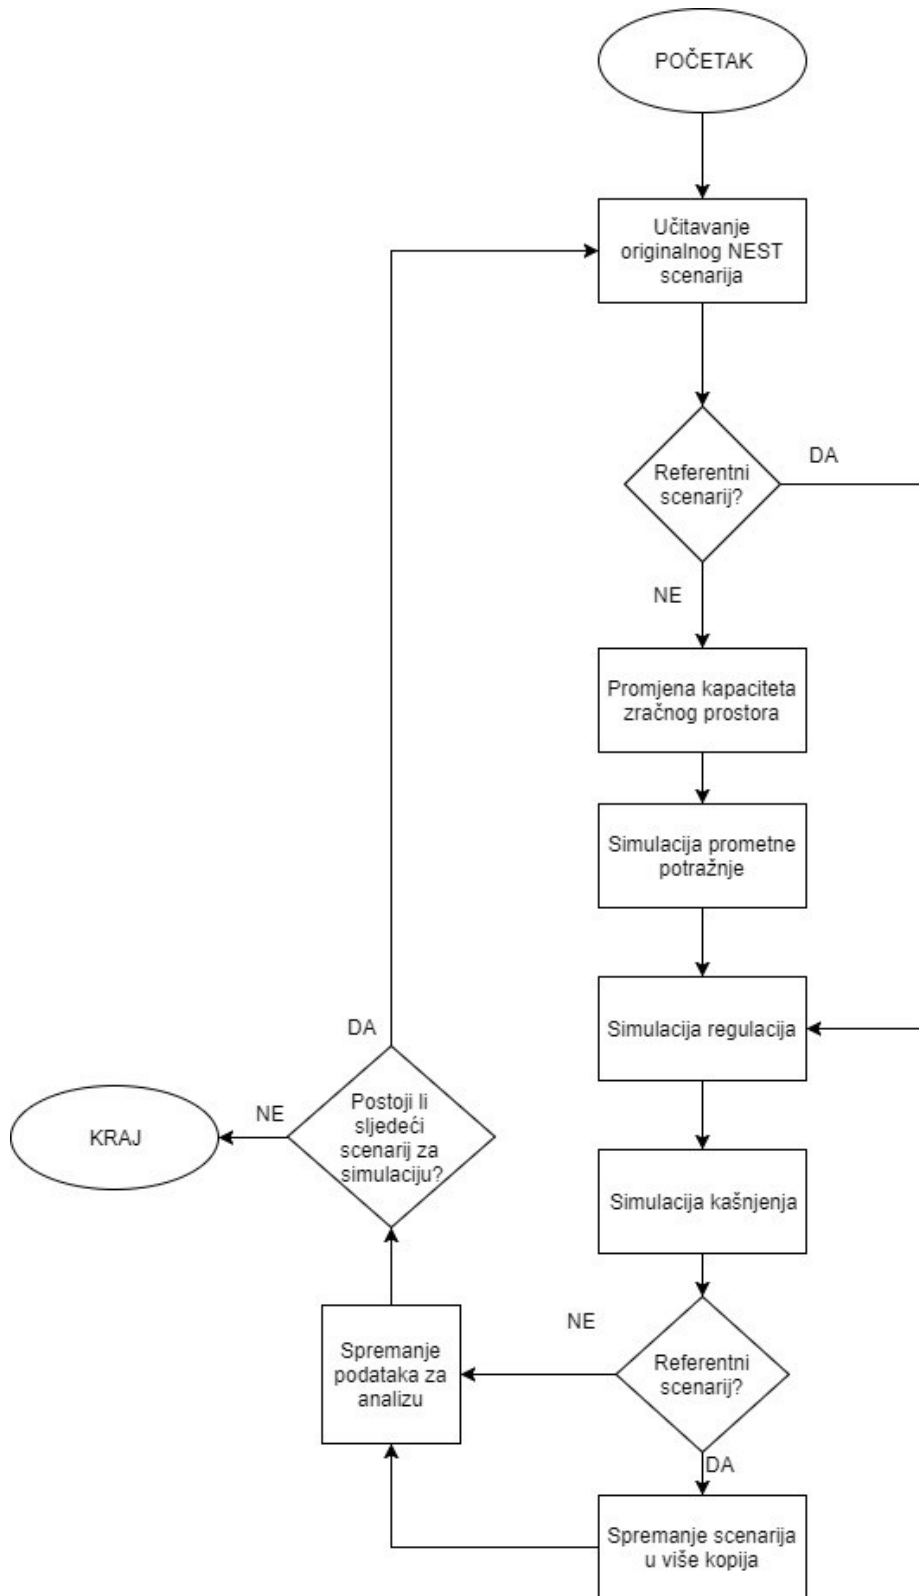 POČETAK
Učitavanje
originalnog NEST
scenarija
Referentni
scenarij?
DA
NE
Promjena kapaciteta
zračnog prostora
Simulacija prometne
potražnje
Simulacija regulacija
Simulacija kašnjenja
Referentni
scenarij?
NE
DA
Spremanje scenarija
u više kopija
Spremanje
podataka za
analizu
Postoji li
sljedeći
scenarij za
simulaciju?
DA
NE
KRAJ